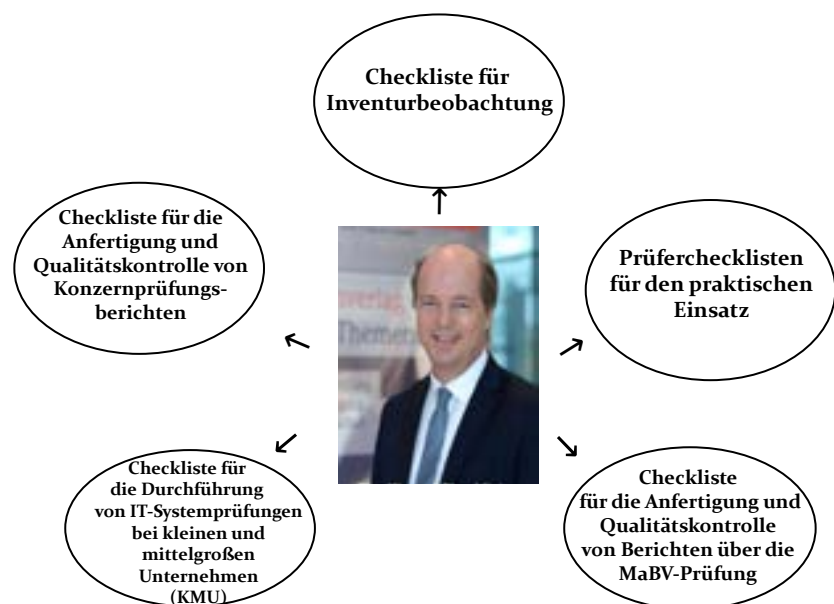 Checkliste für
Inventurbeobachtung
Checkliste für die
Anfertigung und
Qualitätskontrolle von
Konzernprüfungs-
berichten
Prüferchecklisten
für den praktischen
Einsatz
verlag
Themen
Checkliste für
die Durchführung
von IT-Systemprüfungen
bei kleinen und
mittelgroßen
Unternehmen
(KMU)
Checkliste
für die Anfertigung und
Qualitätskontrolle
von Berichten über die
MaBV-Prüfung